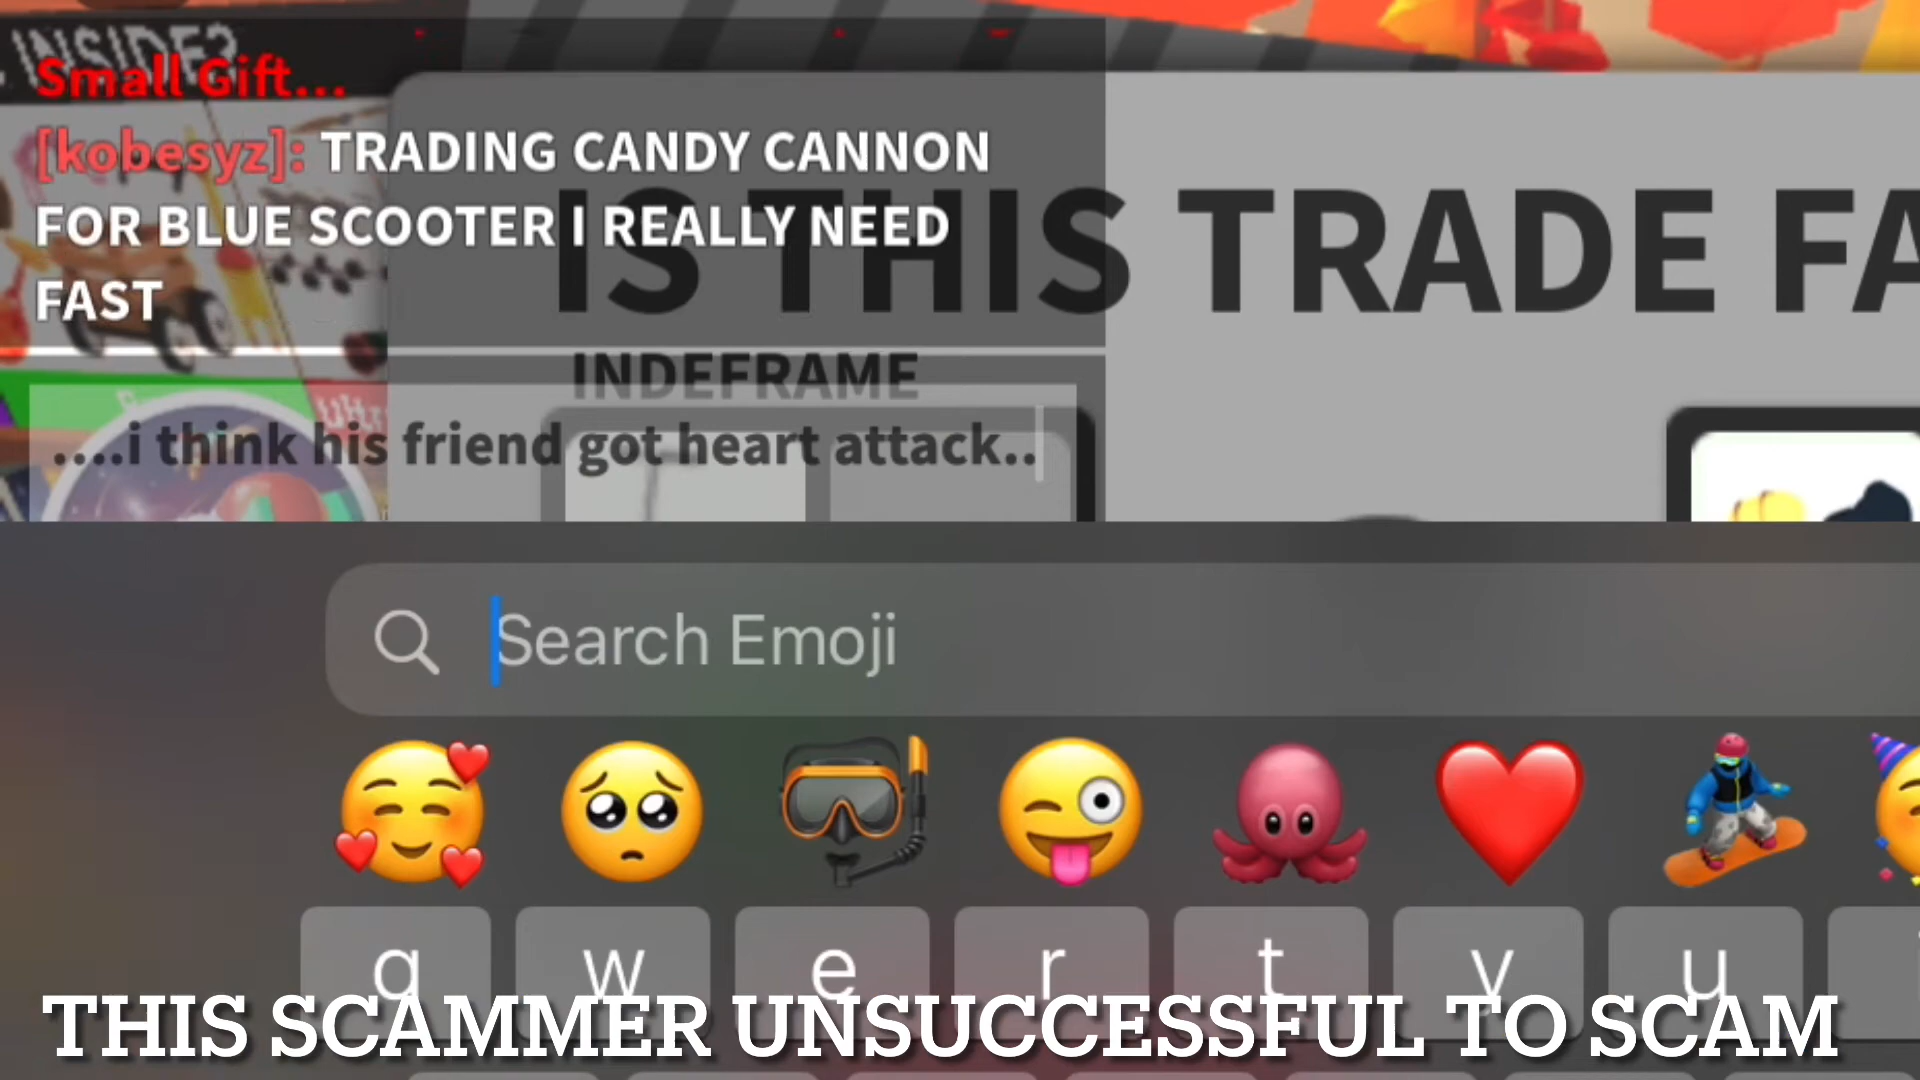 INSIDE?
Small Gift...
[kobesyz]: TRADING CANDY CANNON
FOR BLUE SCOOTER I REALLY NEED
FAST
IS THIS TRADE FA
INDEFRAME
....i think his friend got heart attack..
Search Emoji
q w e r t y u
THIS SCAMMER UNSUCCESSFUL TO SCAM